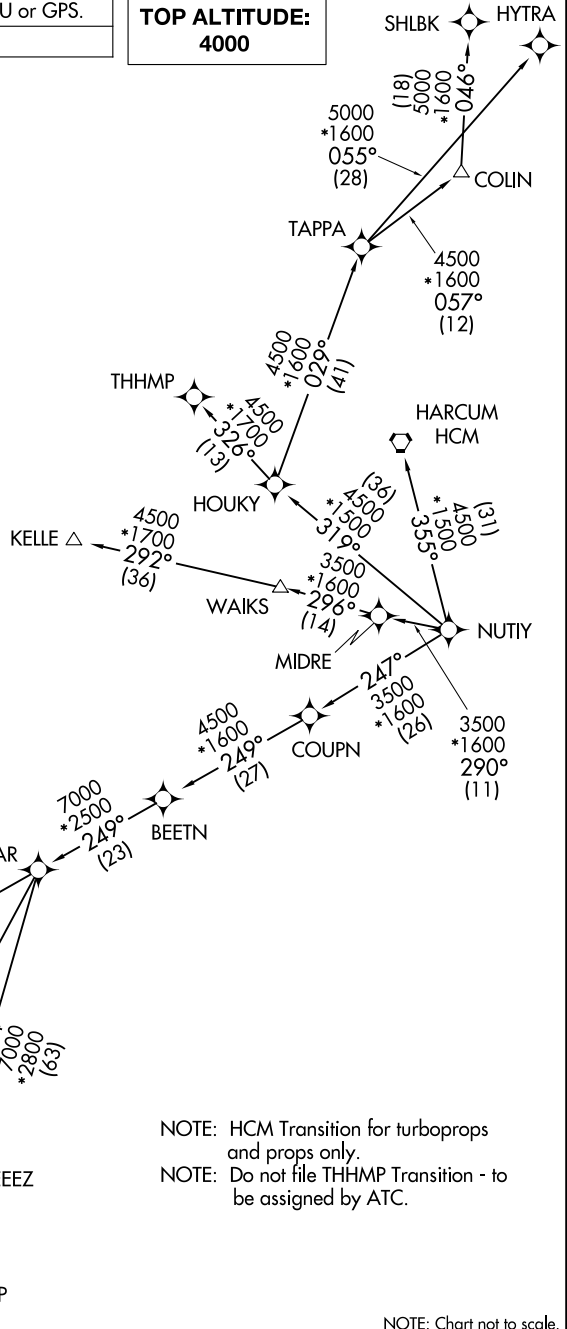 U or GPS.
TOP ALTITUDE:
4000
SHLBK
HYTRA
(18)
5000
*1600
046°
5000
*1600
055°
(28)
COLIN
TAPPA
4500
*1600
057°
(12)
4500
*1600
029°
(41)
THHMP
4500
*1700
326°
(13)
HARCUM
HCM
HOUKY
(36)
4500
*1500
319°
(31)
4500
*1500
355°
KELLE
4500
*1700
292°
(36)
WAIKS
3500
*1600
296°
(14)
MIDRE
NUTIY
247°
3500
*1600
(26)
3500
*1600
290°
(11)
COUPN
4500
*1600
249°
(27)
BEETN
7000
*2500
249°
(23)
AR
7000
*2800
(63)
NOTE: HCM Transition for turboprops
and props only.
NOTE: Do not file THHMP Transition - to
be assigned by ATC.
EEZ
P
NOTE: Chart not to scale.